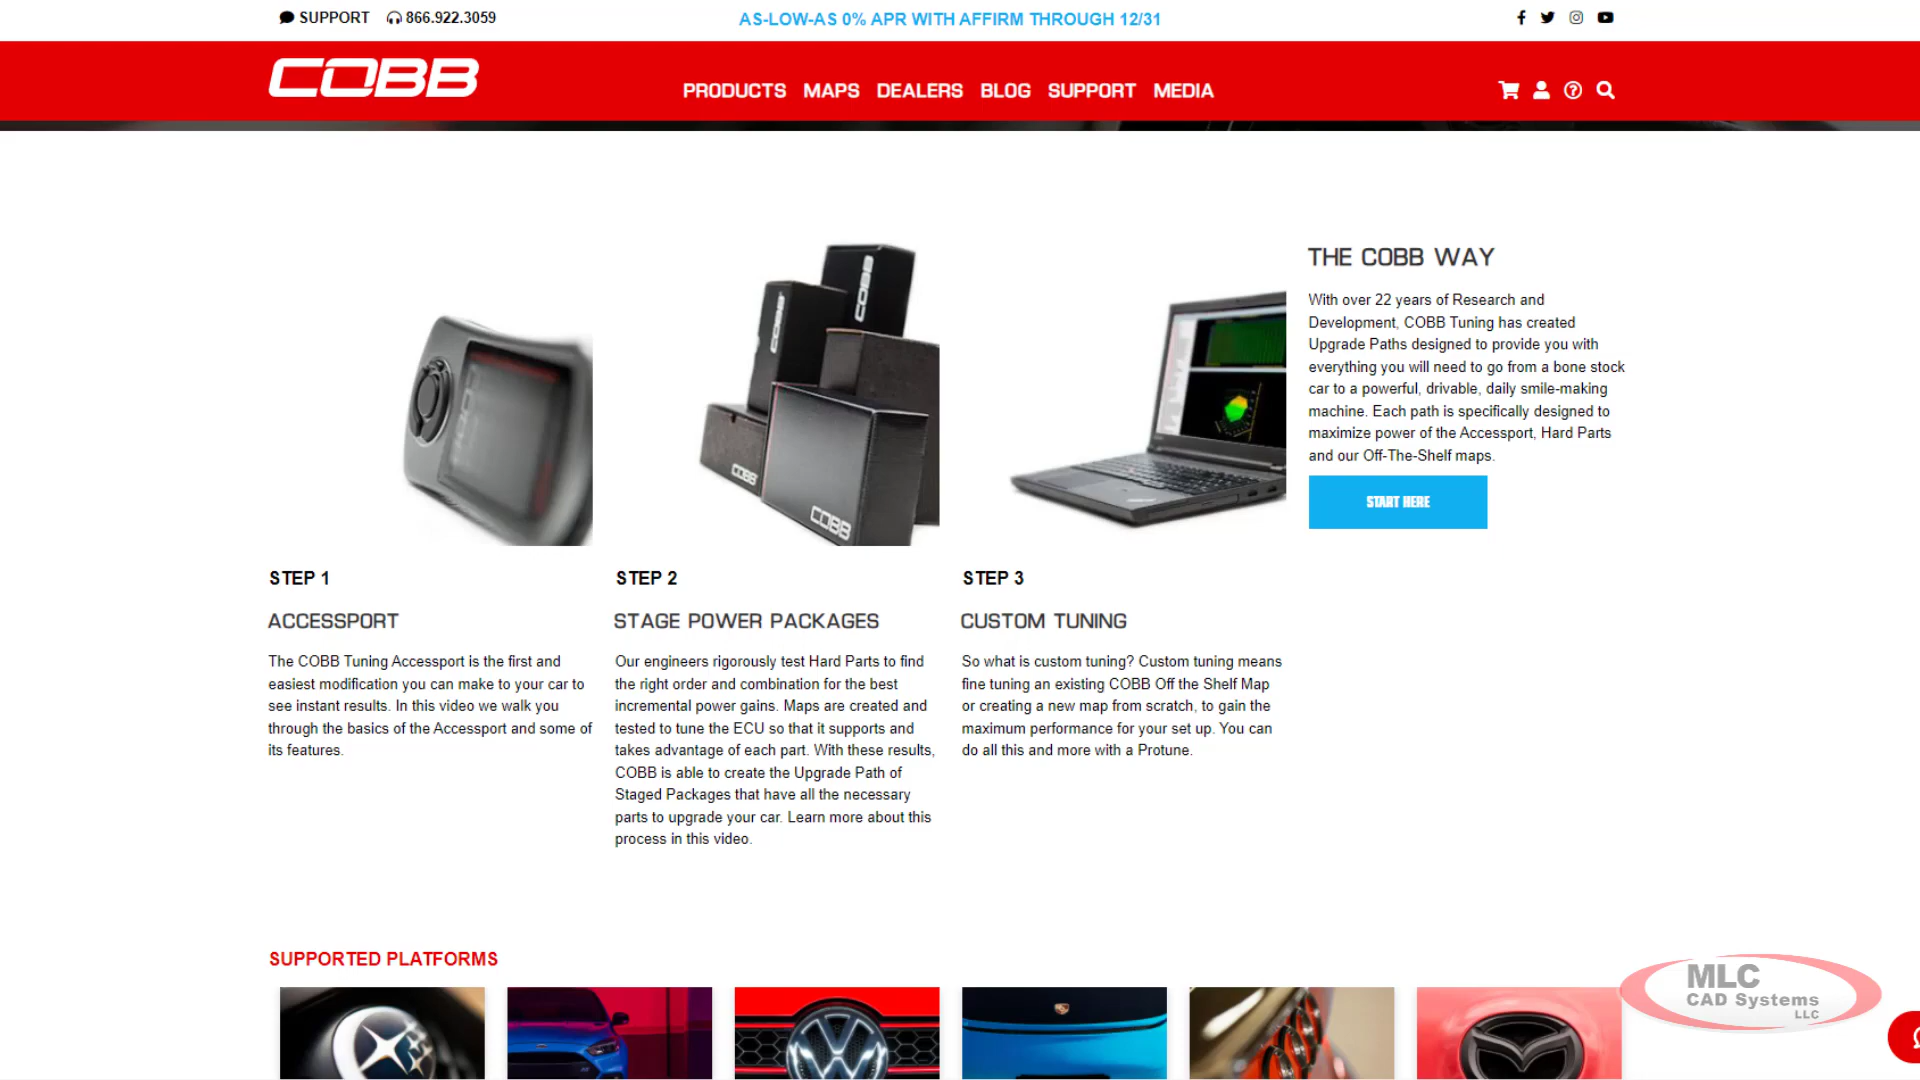 SUPPORT 866.922.3059
AS-LOW-AS 0% APR WITH AFFIRM THROUGH 12/31
COBB
PRODUCTS MAPS DEALERS BLOG SUPPORT MEDIA
COBB
COBB
COBB
COBB
THE COBB WAY
With over 22 years of Research and
Development, COBB Tuning has created
Upgrade Paths designed to provide you with
everything you will need to go from a bone stock
car to a powerful, drivable, daily smile-making
machine. Each path is specifically designed to
maximize power of the Accessport, Hard Parts
and our Off-The-Shelf maps.
START HERE
STEP 1
ACCESSPORT
The COBB Tuning Accessport is the first and
easiest modification you can make to your car to
see instant results. In this video we walk you
through the basics of the Accessport and some of
its features.
STEP 2
STAGE POWER PACKAGES
Our engineers rigorously test Hard Parts to find
the right order and combination for the best
incremental power gains. Maps are created and
tested to tune the ECU so that it supports and
takes advantage of each part. With these results,
COBB is able to create the Upgrade Path of
Staged Packages that have all the necessary
parts to upgrade your car. Learn more about this
process in this video.
STEP 3
CUSTOM TUNING
So what is custom tuning? Custom tuning means
fine tuning an existing COBB Off the Shelf Map
or creating a new map from scratch, to gain the
maximum performance for your set up. You can
do all this and more with a Protune.
SUPPORTED PLATFORMS
MLC
CAD Systems
LLC